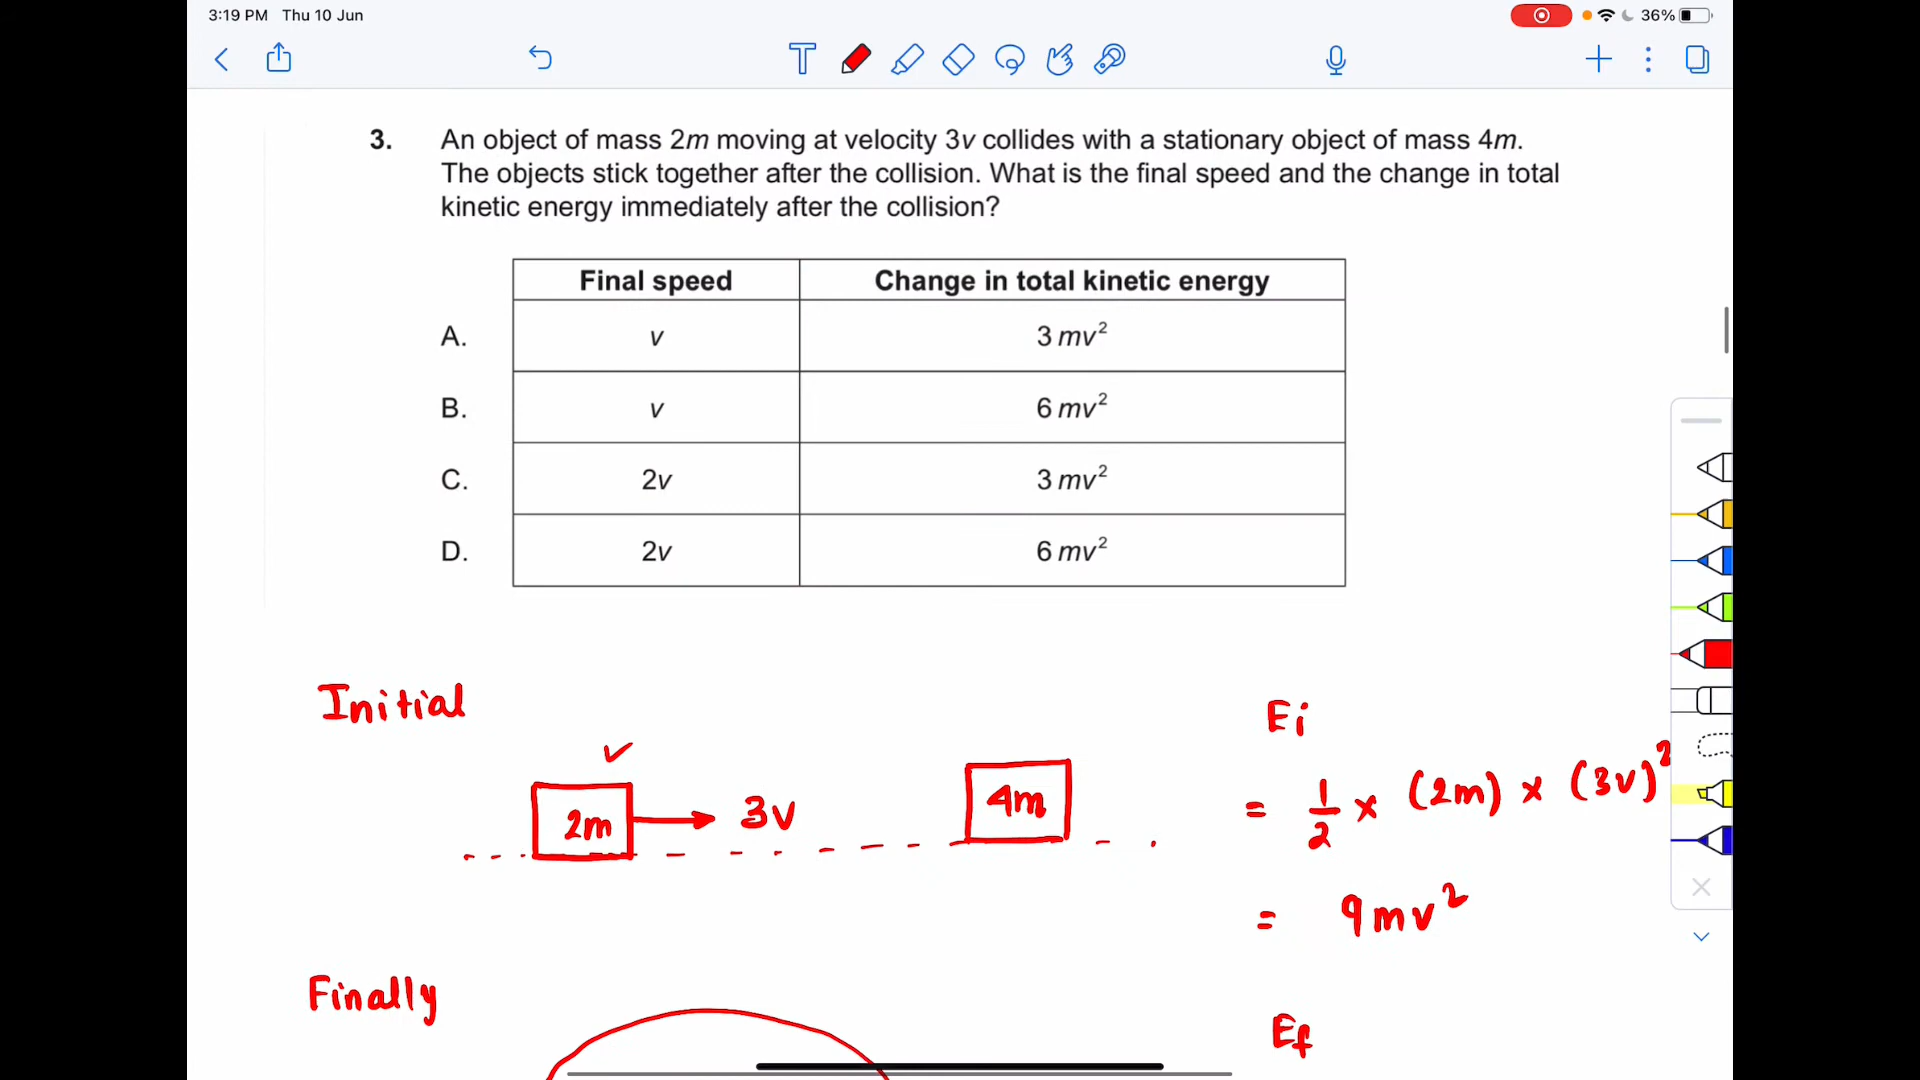 3:19 PM Thu 10 Jun
36%
3. An object of mass 2m moving at velocity 3v collides with a stationary object of mass 4m.
The objects stick together after the collision. What is the final speed and the change in total
kinetic energy immediately after the collision?
Final speed Change in total kinetic energy
A. v 3 mv²
B. v 6 mv²
C. 2v 3 mv²
D. 2v 6 mv²
Initial
Ei
2m 3v
4m
= 1/2 × (2m) × (3v)²
= 9mv²
Finally
Ef